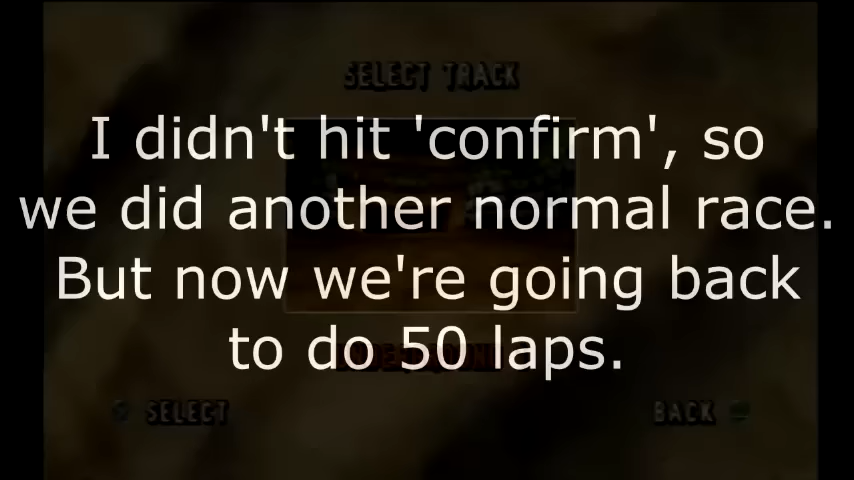 SELECT TRACK
I didn't hit 'confirm', so
we did another normal race.
But now we're going back
to do 50 laps.
SELECT
BACK